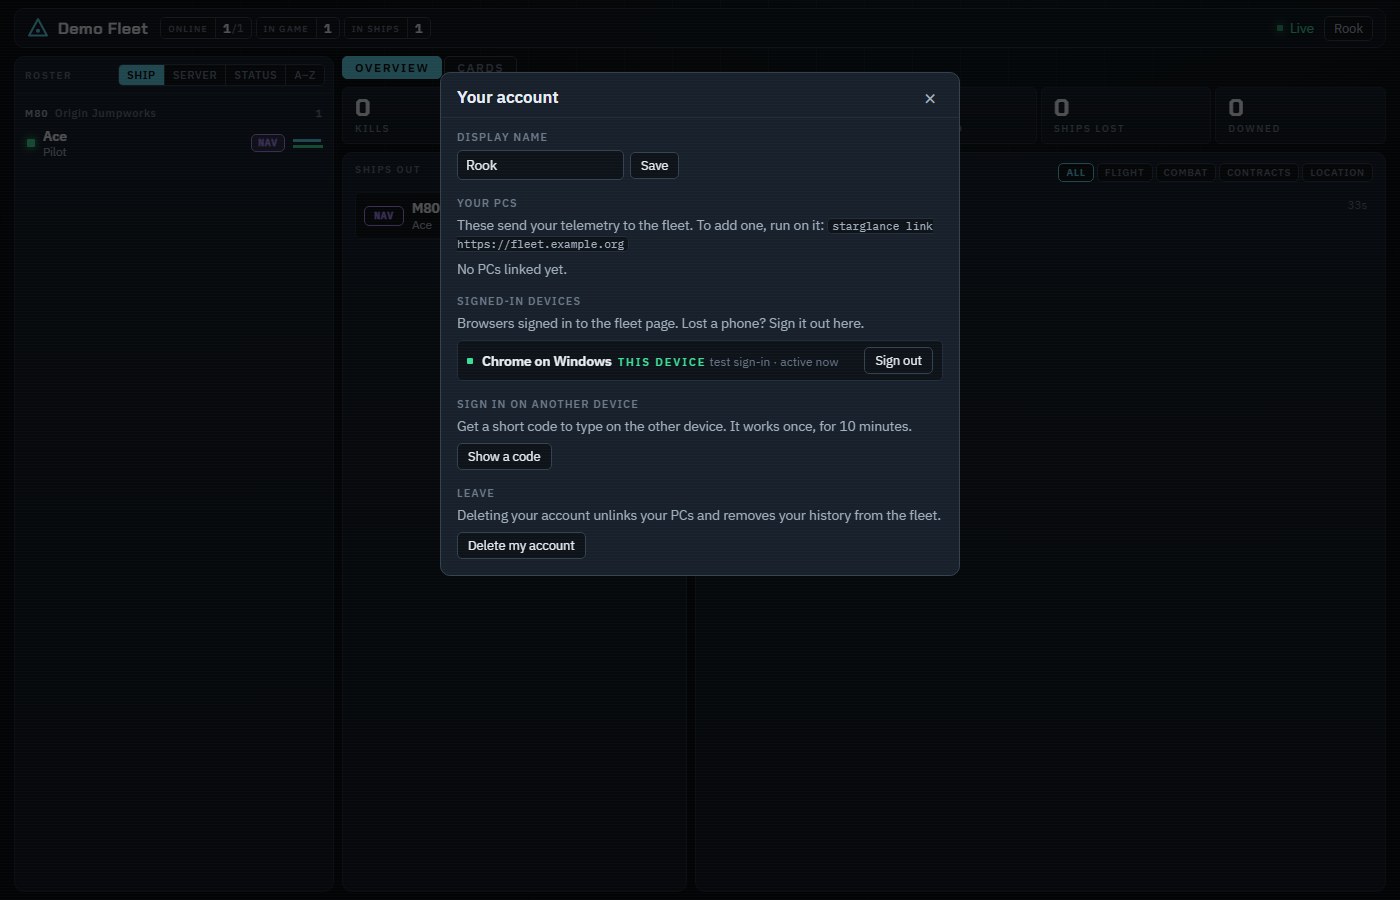 Demo Fleet
ONLINE 1/1
IN GAME 1
IN SHIPS 1
Live
Rook
ROSTER
SHIP SERVER STATUS A–Z
M80 Origin Jumpworks 1
Ace
Pilot
NAV
OVERVIEW CARDS
0
KILLS
0
SHIPS LOST
0
DOWNED
SHIPS OUT
NAV
M80
Ace
ALL FLIGHT COMBAT CONTRACTS LOCATION
33s
Your account
×
DISPLAY NAME
Rook
Save
YOUR PCS
These send your telemetry to the fleet. To add one, run on it: starglance link
https://fleet.example.org
No PCs linked yet.
SIGNED-IN DEVICES
Browsers signed in to the fleet page. Lost a phone? Sign it out here.
Chrome on Windows THIS DEVICE test sign-in · active now
Sign out
SIGN IN ON ANOTHER DEVICE
Get a short code to type on the other device. It works once, for 10 minutes.
Show a code
LEAVE
Deleting your account unlinks your PCs and removes your history from the fleet.
Delete my account